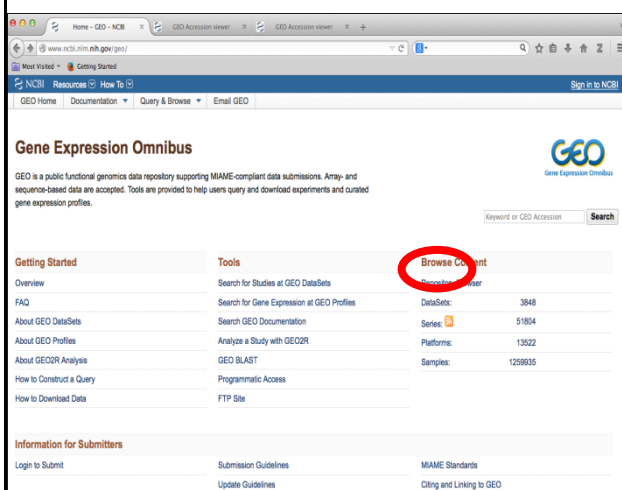 Home - GEO - NCBI
GEO Accession viewer
GEO Accession viewer
www.ncbi.nlm.nih.gov/geo/
Most Visited
Getting Started
NCBI Resources How To Sign in to NCBI
GEO Home Documentation Query & Browse Email GEO
Gene Expression Omnibus
GEO is a public functional genomics data repository supporting MIAME-compliant data submissions. Array- and
sequence-based data are accepted. Tools are provided to help users query and download experiments and curated
gene expression profiles.
GEO
Gene Expression Omnibus
Keyword or GEO Accession Search
Getting Started
Overview
FAQ
About GEO DataSets
About GEO Profiles
About GEO2R Analysis
How to Construct a Query
How to Download Data
Tools
Search for Studies at GEO DataSets
Search for Gene Expression at GEO Profiles
Search GEO Documentation
Analyze a Study with GEO2R
GEO BLAST
Programmatic Access
FTP Site
Browse Content
DataSets: 3848
Series: 51804
Platforms: 13522
Samples: 1259935
Information for Submitters
Login to Submit
Submission Guidelines
Update Guidelines
MIAME Standards
Citing and Linking to GEO